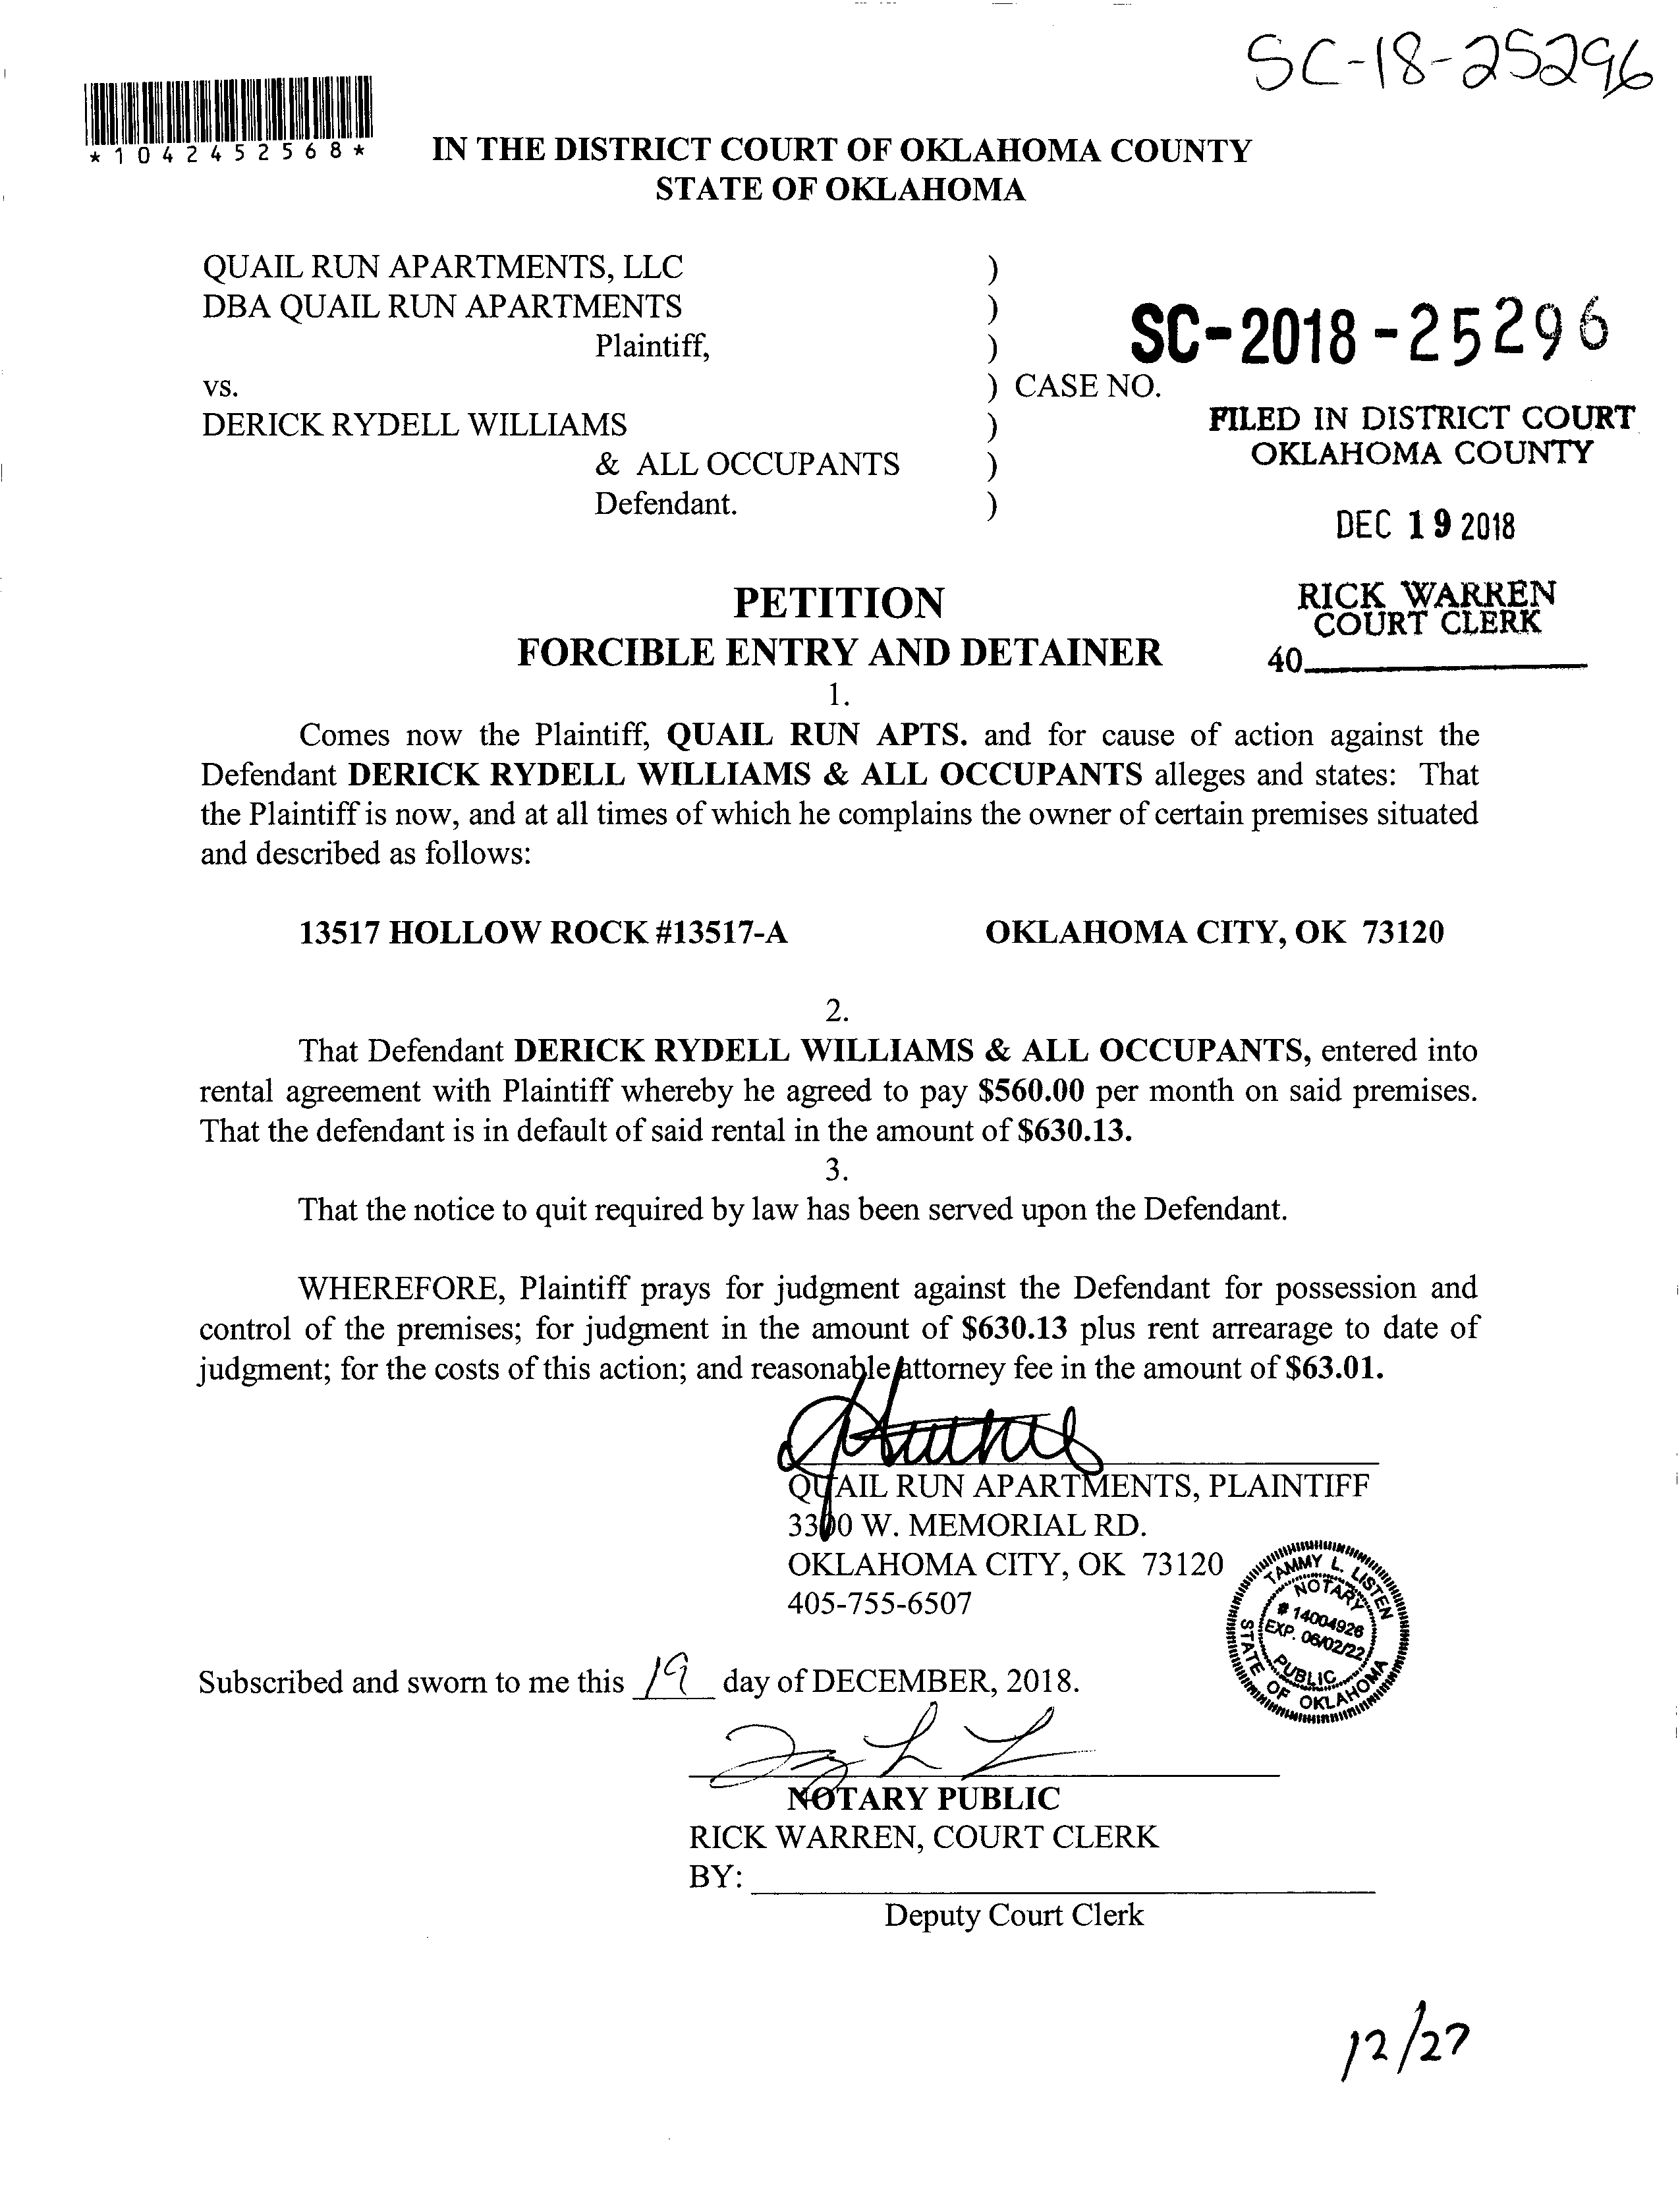 SC-18-25296
*1042452568*
IN THE DISTRICT COURT OF OKLAHOMA COUNTY
STATE OF OKLAHOMA
QUAIL RUN APARTMENTS, LLC )
DBA QUAIL RUN APARTMENTS )
Plaintiff, )
SC-2018-25296
vs. ) CASE NO.
DERICK RYDELL WILLIAMS )
& ALL OCCUPANTS )
Defendant. )
FILED IN DISTRICT COURT
OKLAHOMA COUNTY
DEC 19 2018
RICK WARREN
COURT CLERK
40
PETITION
FORCIBLE ENTRY AND DETAINER
1.
Comes now the Plaintiff, QUAIL RUN APTS. and for cause of action against the
Defendant DERICK RYDELL WILLIAMS & ALL OCCUPANTS alleges and states: That
the Plaintiff is now, and at all times of which he complains the owner of certain premises situated
and described as follows:
13517 HOLLOW ROCK #13517-A OKLAHOMA CITY, OK 73120
2.
That Defendant DERICK RYDELL WILLIAMS & ALL OCCUPANTS, entered into
rental agreement with Plaintiff whereby he agreed to pay $560.00 per month on said premises.
That the defendant is in default of said rental in the amount of $630.13.
3.
That the notice to quit required by law has been served upon the Defendant.
WHEREFORE, Plaintiff prays for judgment against the Defendant for possession and
control of the premises; for judgment in the amount of $630.13 plus rent arrearage to date of
judgment; for the costs of this action; and reasonable attorney fee in the amount of $63.01.
QUAIL RUN APARTMENTS, PLAINTIFF
3300 W. MEMORIAL RD.
OKLAHOMA CITY, OK 73120
405-755-6507
TAMMY L. LISTEN
NOTARY
# 14004926
EXP. 06/02/22
PUBLIC
STATE OF OKLAHOMA
Subscribed and sworn to me this 19 day of DECEMBER, 2018.
NOTARY PUBLIC
RICK WARREN, COURT CLERK
BY:
Deputy Court Clerk
12/27